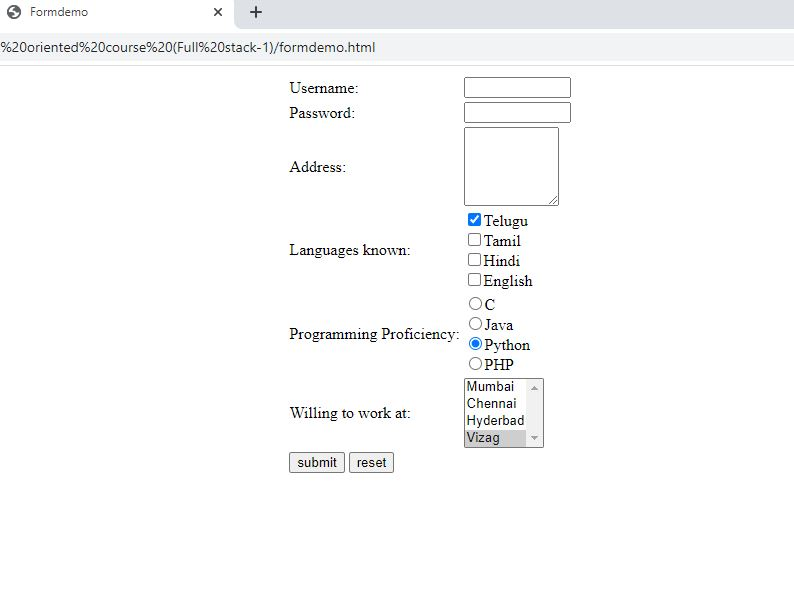 Formdemo
%20oriented%20course%20(Full%20stack-1)/formdemo.html
Username:
Password:
Address:
Languages known:
Telugu
Tamil
Hindi
English
Programming Proficiency:
C
Java
Python
PHP
Willing to work at:
Mumbai
Chennai
Hyderbad
Vizag
submit reset